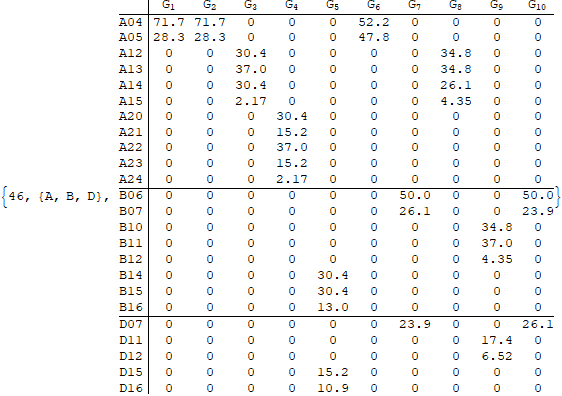 G₁ G₂ G₃ G₄ G₅ G₆ G₇ G₈ G₉ G₁₀
A04 71.7 71.7 0 0 0 52.2 0 0 0 0
A05 28.3 28.3 0 0 0 47.8 0 0 0 0
A12 0 0 30.4 0 0 0 0 34.8 0 0
A13 0 0 37.0 0 0 0 0 34.8 0 0
A14 0 0 30.4 0 0 0 0 26.1 0 0
A15 0 0 2.17 0 0 0 0 4.35 0 0
A20 0 0 0 30.4 0 0 0 0 0 0
A21 0 0 0 15.2 0 0 0 0 0 0
A22 0 0 0 37.0 0 0 0 0 0 0
A23 0 0 0 15.2 0 0 0 0 0 0
A24 0 0 0 2.17 0 0 0 0 0 0
{46, {A, B, D}, B06 0 0 0 0 0 0 50.0 0 0 50.0}
B07 0 0 0 0 0 0 26.1 0 0 23.9
B10 0 0 0 0 0 0 0 0 34.8 0
B11 0 0 0 0 0 0 0 0 37.0 0
B12 0 0 0 0 0 0 0 0 4.35 0
B14 0 0 0 0 30.4 0 0 0 0 0
B15 0 0 0 0 30.4 0 0 0 0 0
B16 0 0 0 0 13.0 0 0 0 0 0
D07 0 0 0 0 0 0 23.9 0 0 26.1
D11 0 0 0 0 0 0 0 0 17.4 0
D12 0 0 0 0 0 0 0 0 6.52 0
D15 0 0 0 0 15.2 0 0 0 0 0
D16 0 0 0 0 10.9 0 0 0 0 0